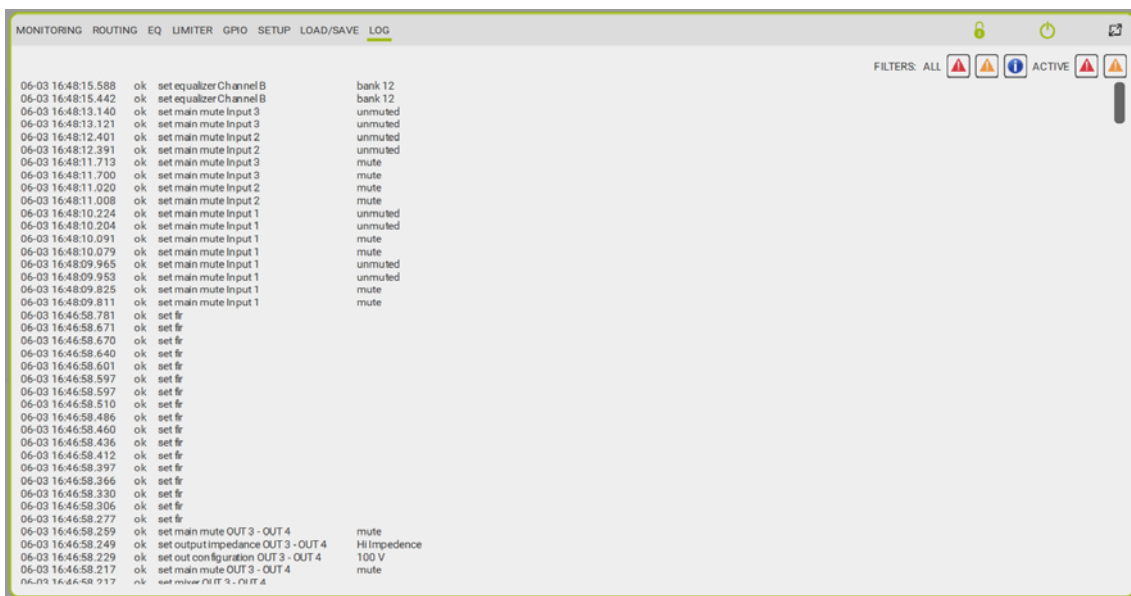 MONITORING ROUTING EQ LIMITER GPIO SETUP LOAD/SAVE LOG
FILTERS: ALL ACTIVE
06-03 16:48:15.588 ok set equalizer Channel B bank 12
06-03 16:48:15.442 ok set equalizer Channel B bank 12
06-03 16:48:13.140 ok set main mute Input 3 unmuted
06-03 16:48:13.121 ok set main mute Input 3 unmuted
06-03 16:48:12.401 ok set main mute Input 2 unmuted
06-03 16:48:12.391 ok set main mute Input 2 unmuted
06-03 16:48:11.713 ok set main mute Input 3 mute
06-03 16:48:11.700 ok set main mute Input 3 mute
06-03 16:48:11.020 ok set main mute Input 2 mute
06-03 16:48:11.008 ok set main mute Input 2 mute
06-03 16:48:10.224 ok set main mute Input 1 unmuted
06-03 16:48:10.204 ok set main mute Input 1 unmuted
06-03 16:48:10.091 ok set main mute Input 1 mute
06-03 16:48:10.079 ok set main mute Input 1 mute
06-03 16:48:09.965 ok set main mute Input 1 unmuted
06-03 16:48:09.953 ok set main mute Input 1 unmuted
06-03 16:48:09.825 ok set main mute Input 1 mute
06-03 16:48:09.811 ok set main mute Input 1 mute
06-03 16:46:58.781 ok set fir
06-03 16:46:58.671 ok set fir
06-03 16:46:58.670 ok set fir
06-03 16:46:58.640 ok set fir
06-03 16:46:58.601 ok set fir
06-03 16:46:58.597 ok set fir
06-03 16:46:58.597 ok set fir
06-03 16:46:58.510 ok set fir
06-03 16:46:58.486 ok set fir
06-03 16:46:58.460 ok set fir
06-03 16:46:58.436 ok set fir
06-03 16:46:58.412 ok set fir
06-03 16:46:58.397 ok set fir
06-03 16:46:58.366 ok set fir
06-03 16:46:58.330 ok set fir
06-03 16:46:58.306 ok set fir
06-03 16:46:58.277 ok set fir
06-03 16:46:58.259 ok set main mute OUT 3 - OUT 4 mute
06-03 16:46:58.249 ok set output impedance OUT 3 - OUT 4 Hi Impedence
06-03 16:46:58.229 ok set out configuration OUT 3 - OUT 4 100 V
06-03 16:46:58.217 ok set main mute OUT 3 - OUT 4 mute
06-03 16:46:58.217 ok set mixer OUT 3 - OUT 4